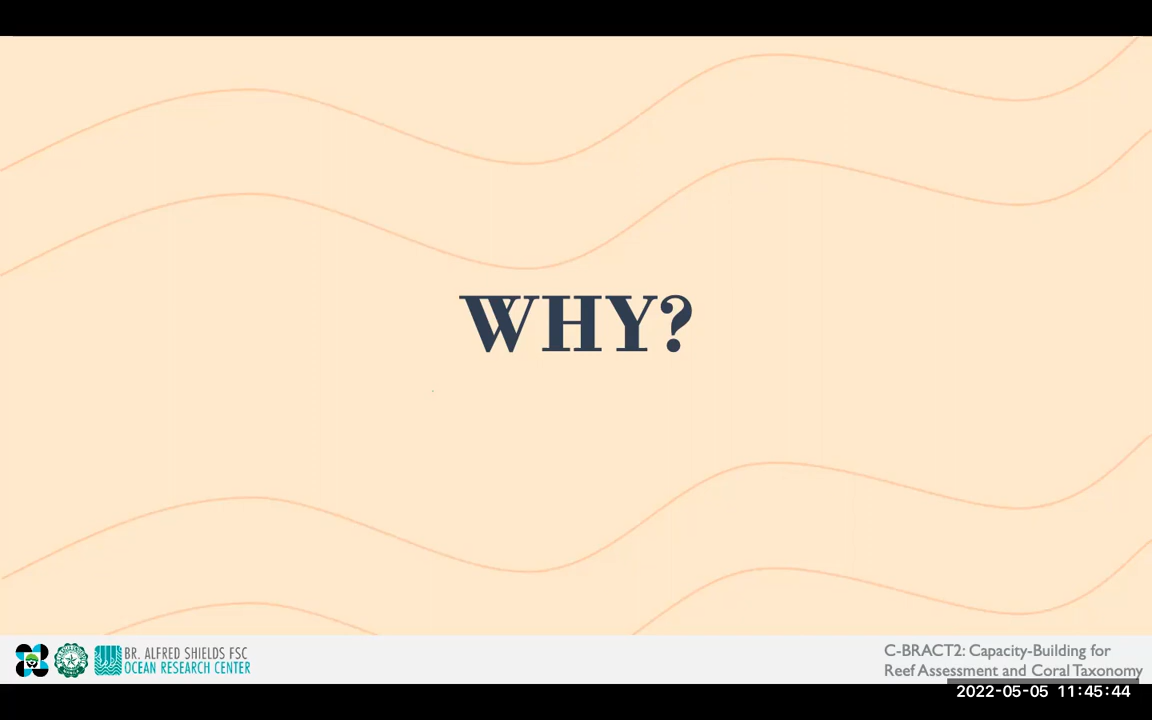 WHY?
BR. ALFRED SHIELDS FSC
OCEAN RESEARCH CENTER
C-BRACT2: Capacity-Building for
Reef Assessment and Coral Taxonomy
2022-05-05 11:45:44